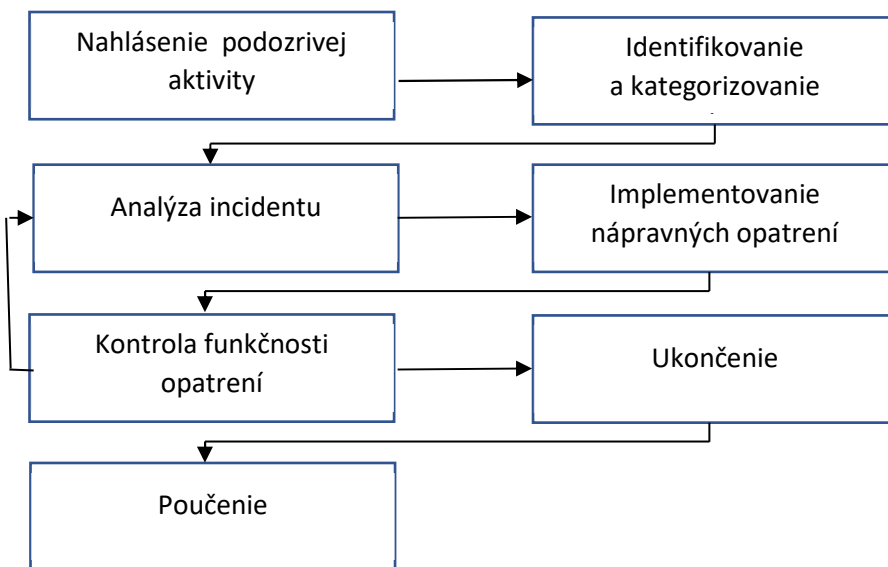 Nahlásenie podozrivej
aktivity
Identifikovanie
a kategorizovanie
Analýza incidentu
Implementovanie
nápravných opatrení
Kontrola funkčnosti
opatrení
Ukončenie
Poučenie